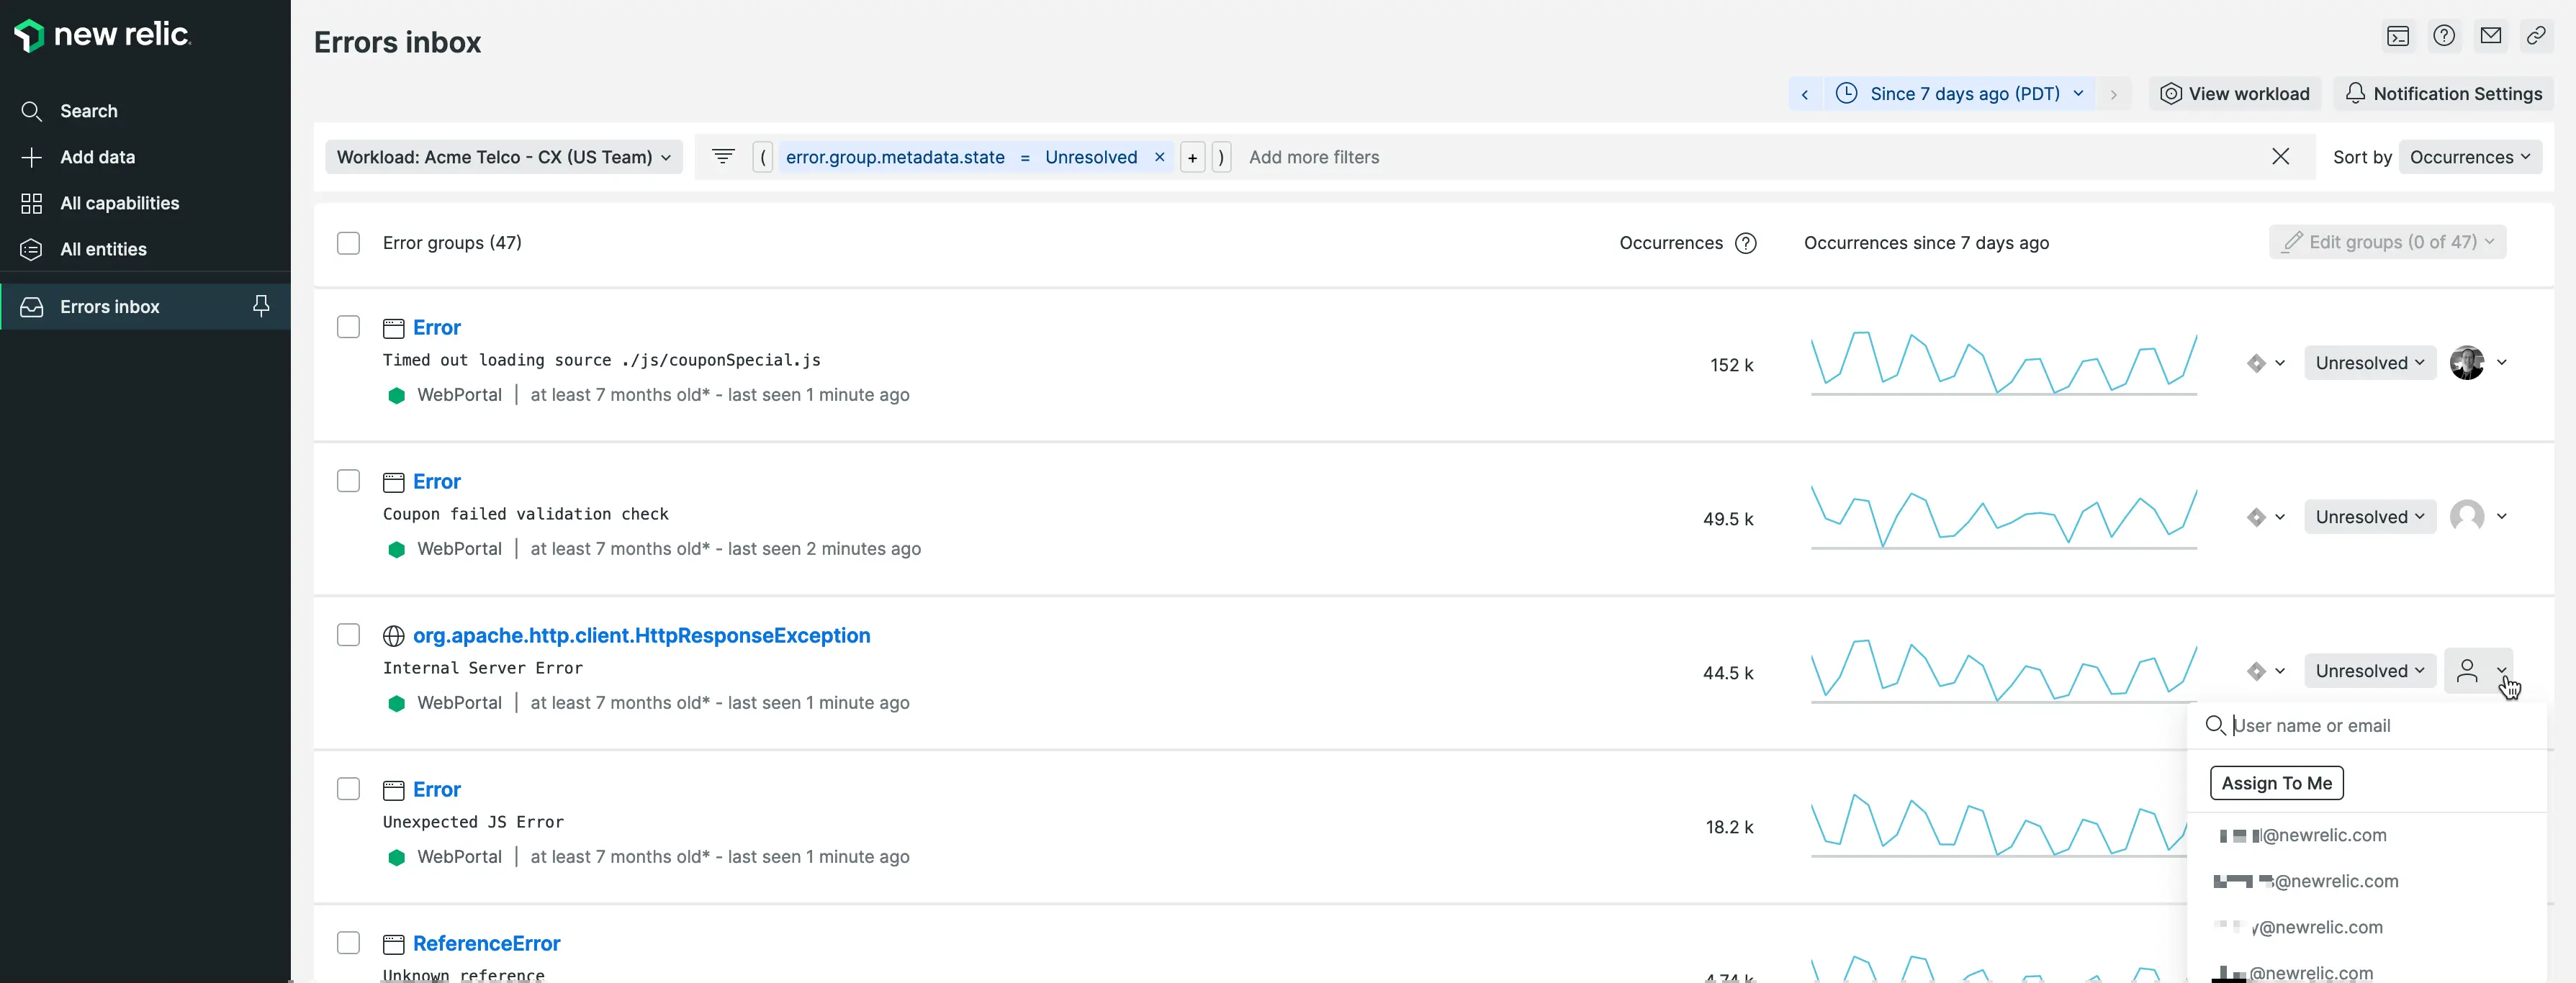 new relic.
Errors inbox
Search
Add data
All capabilities
All entities
Errors inbox
Since 7 days ago (PDT)
View workload
Notification Settings
Workload: Acme Telco - CX (US Team)
( error.group.metadata.state = Unresolved × + ) Add more filters
Sort by Occurrences
Error groups (47)
Occurrences ?
Occurrences since 7 days ago
Edit groups (0 of 47)
Error
Timed out loading source ./js/couponSpecial.js
WebPortal | at least 7 months old* - last seen 1 minute ago
152 k
Unresolved
Error
Coupon failed validation check
WebPortal | at least 7 months old* - last seen 2 minutes ago
49.5 k
Unresolved
org.apache.http.client.HttpResponseException
Internal Server Error
WebPortal | at least 7 months old* - last seen 1 minute ago
44.5 k
Unresolved
User name or email
Assign To Me
@newrelic.com
@newrelic.com
@newrelic.com
@newrelic.com
Error
Unexpected JS Error
WebPortal | at least 7 months old* - last seen 1 minute ago
18.2 k
ReferenceError
Unknown reference
4.74 k